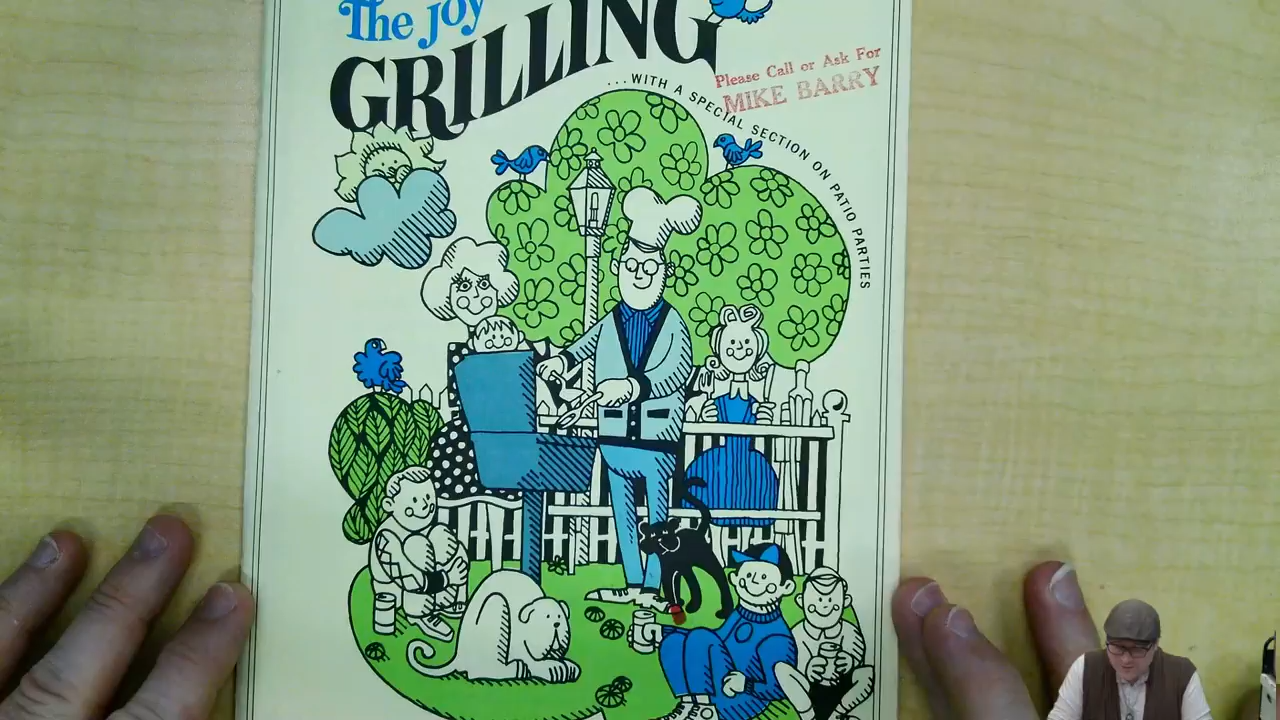 The Joy
GRILLING
...WITH A SPECIAL SECTION ON PATIO PARTIES
Please Call or Ask For
MIKE BARRY